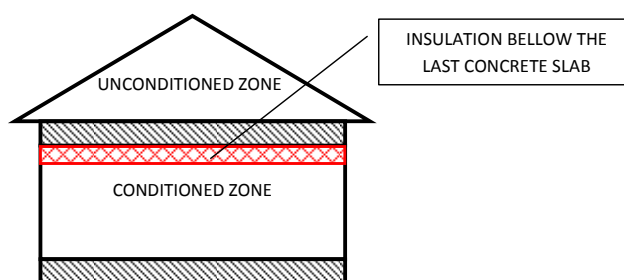 INSULATION BELLOW THE
LAST CONCRETE SLAB
UNCONDITIONED ZONE
CONDITIONED ZONE